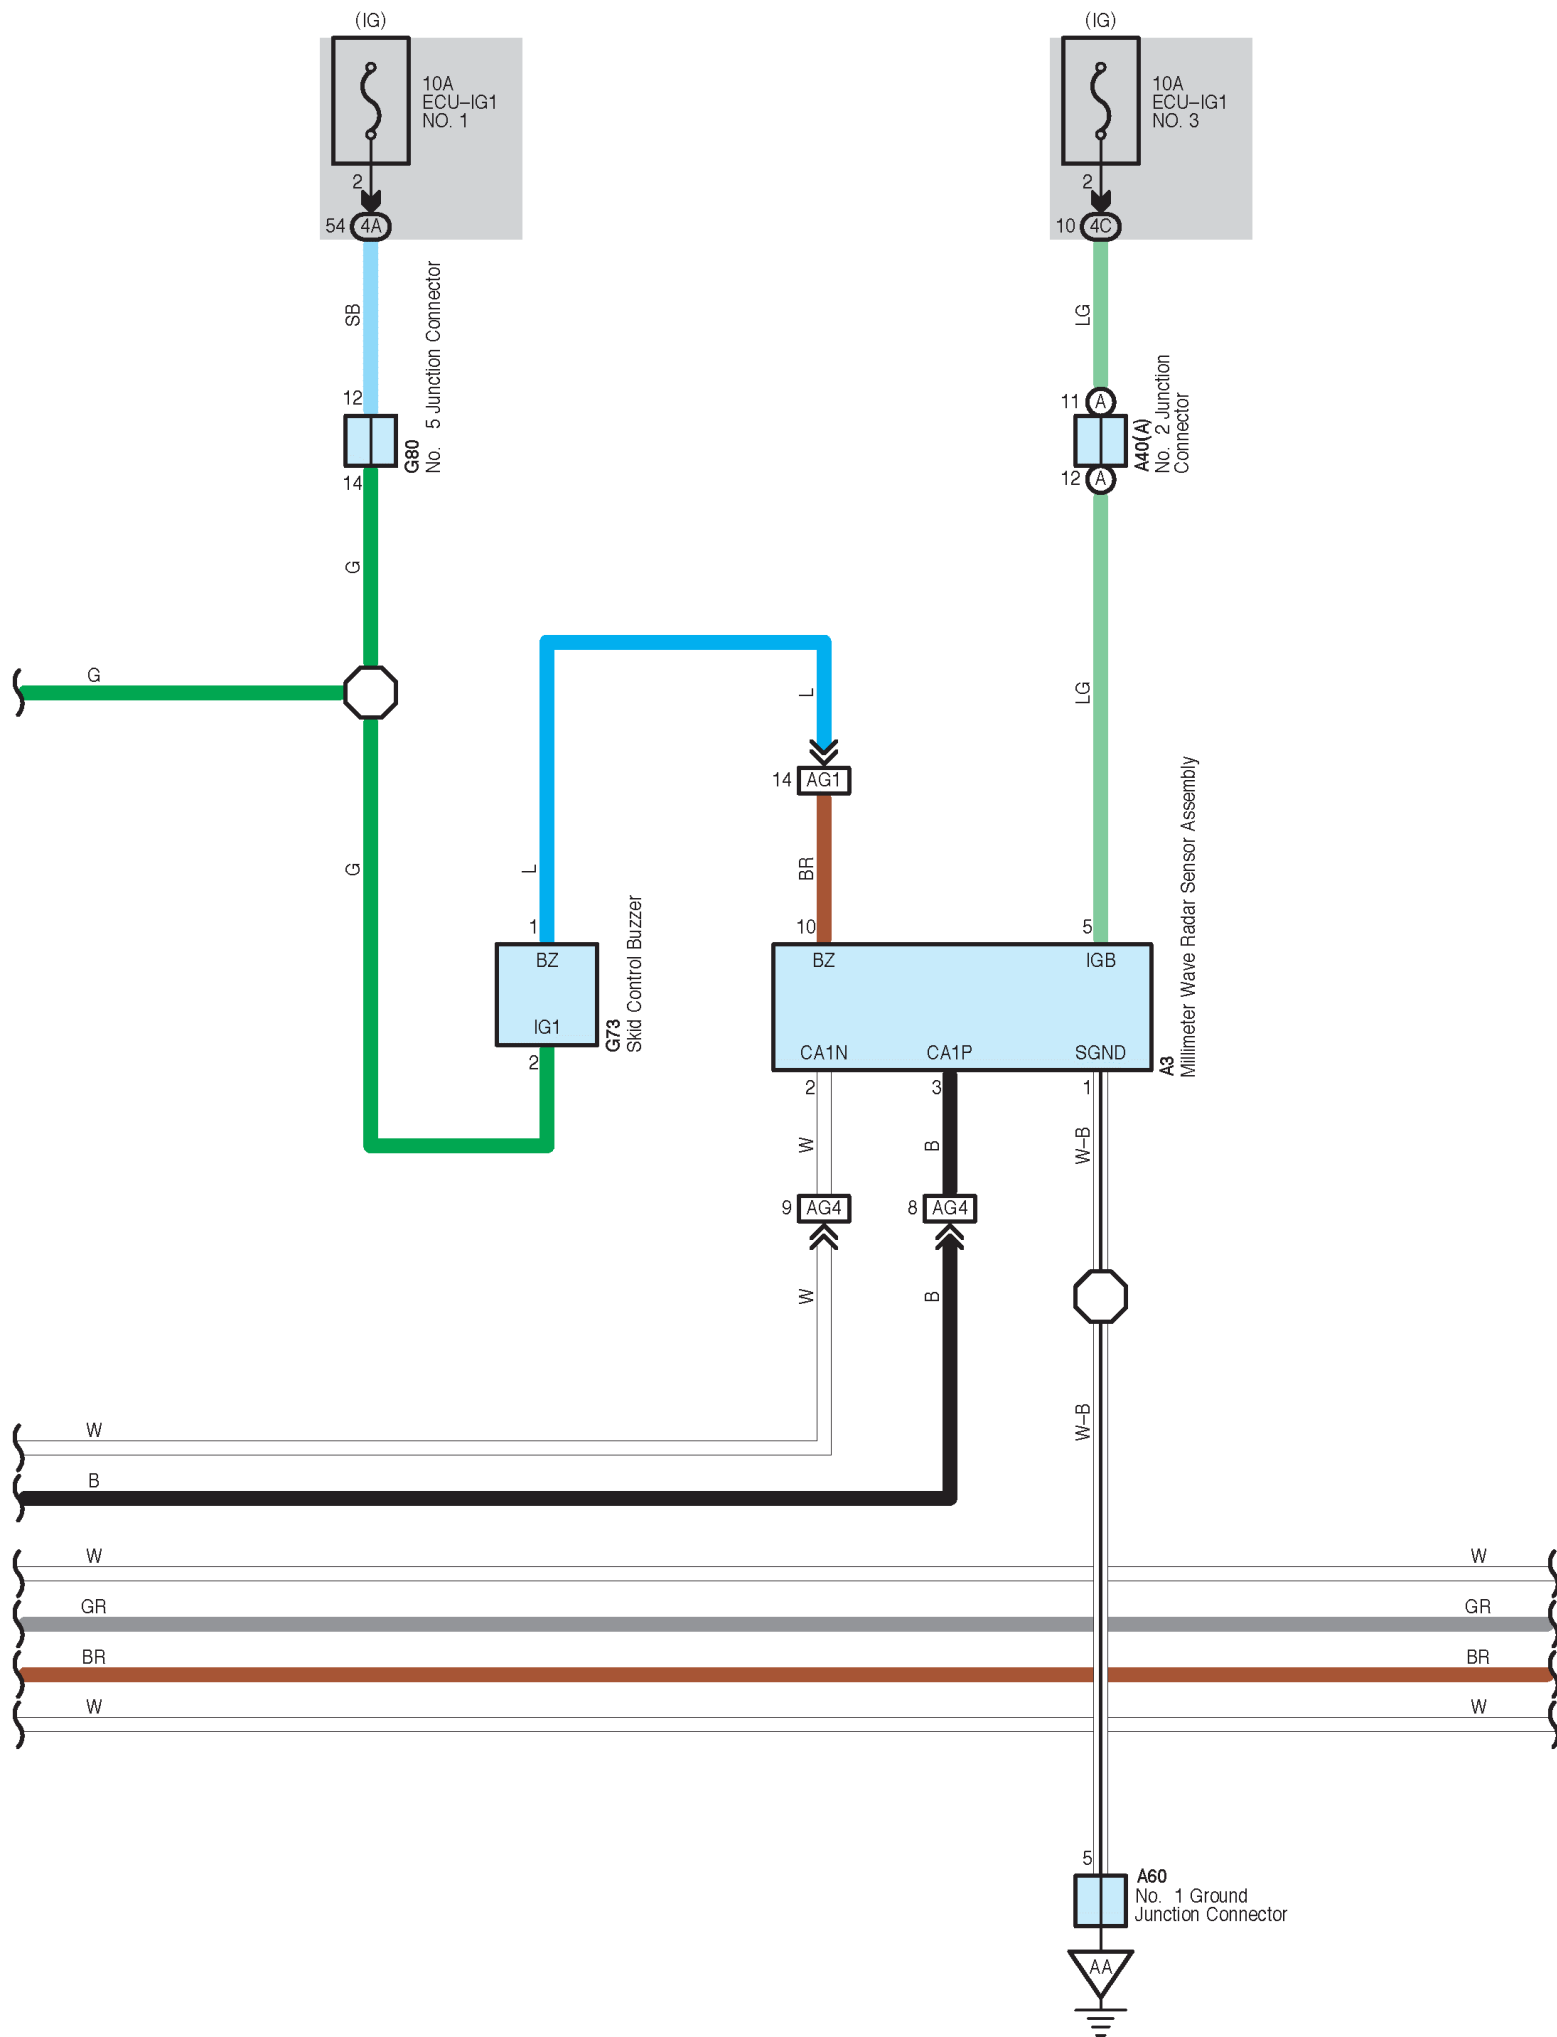 (IG)
(IG)
10A
ECU–IG1
NO. 1
10A
ECU–IG1
NO. 3
2
2
54 4A
10 4C
SB
LG
No. 5 Junction Connector
G80
12
14
11 A
12 A
A40(A)
No. 2 Junction
Connector
G
G
L
LG
14 AG1
G
L
BR
1
10
5
BZ
IG1
2
G73
Skid Control Buzzer
BZ
IGB
CA1N
CA1P
SGND
A3
Millimeter Wave Radar Sensor Assembly
2
3
1
W
B
W–B
9 AG4
8 AG4
W
B
W–B
W
B
W
W
GR
GR
BR
BR
W
W
5
A60
No. 1 Ground
Junction Connector
AA